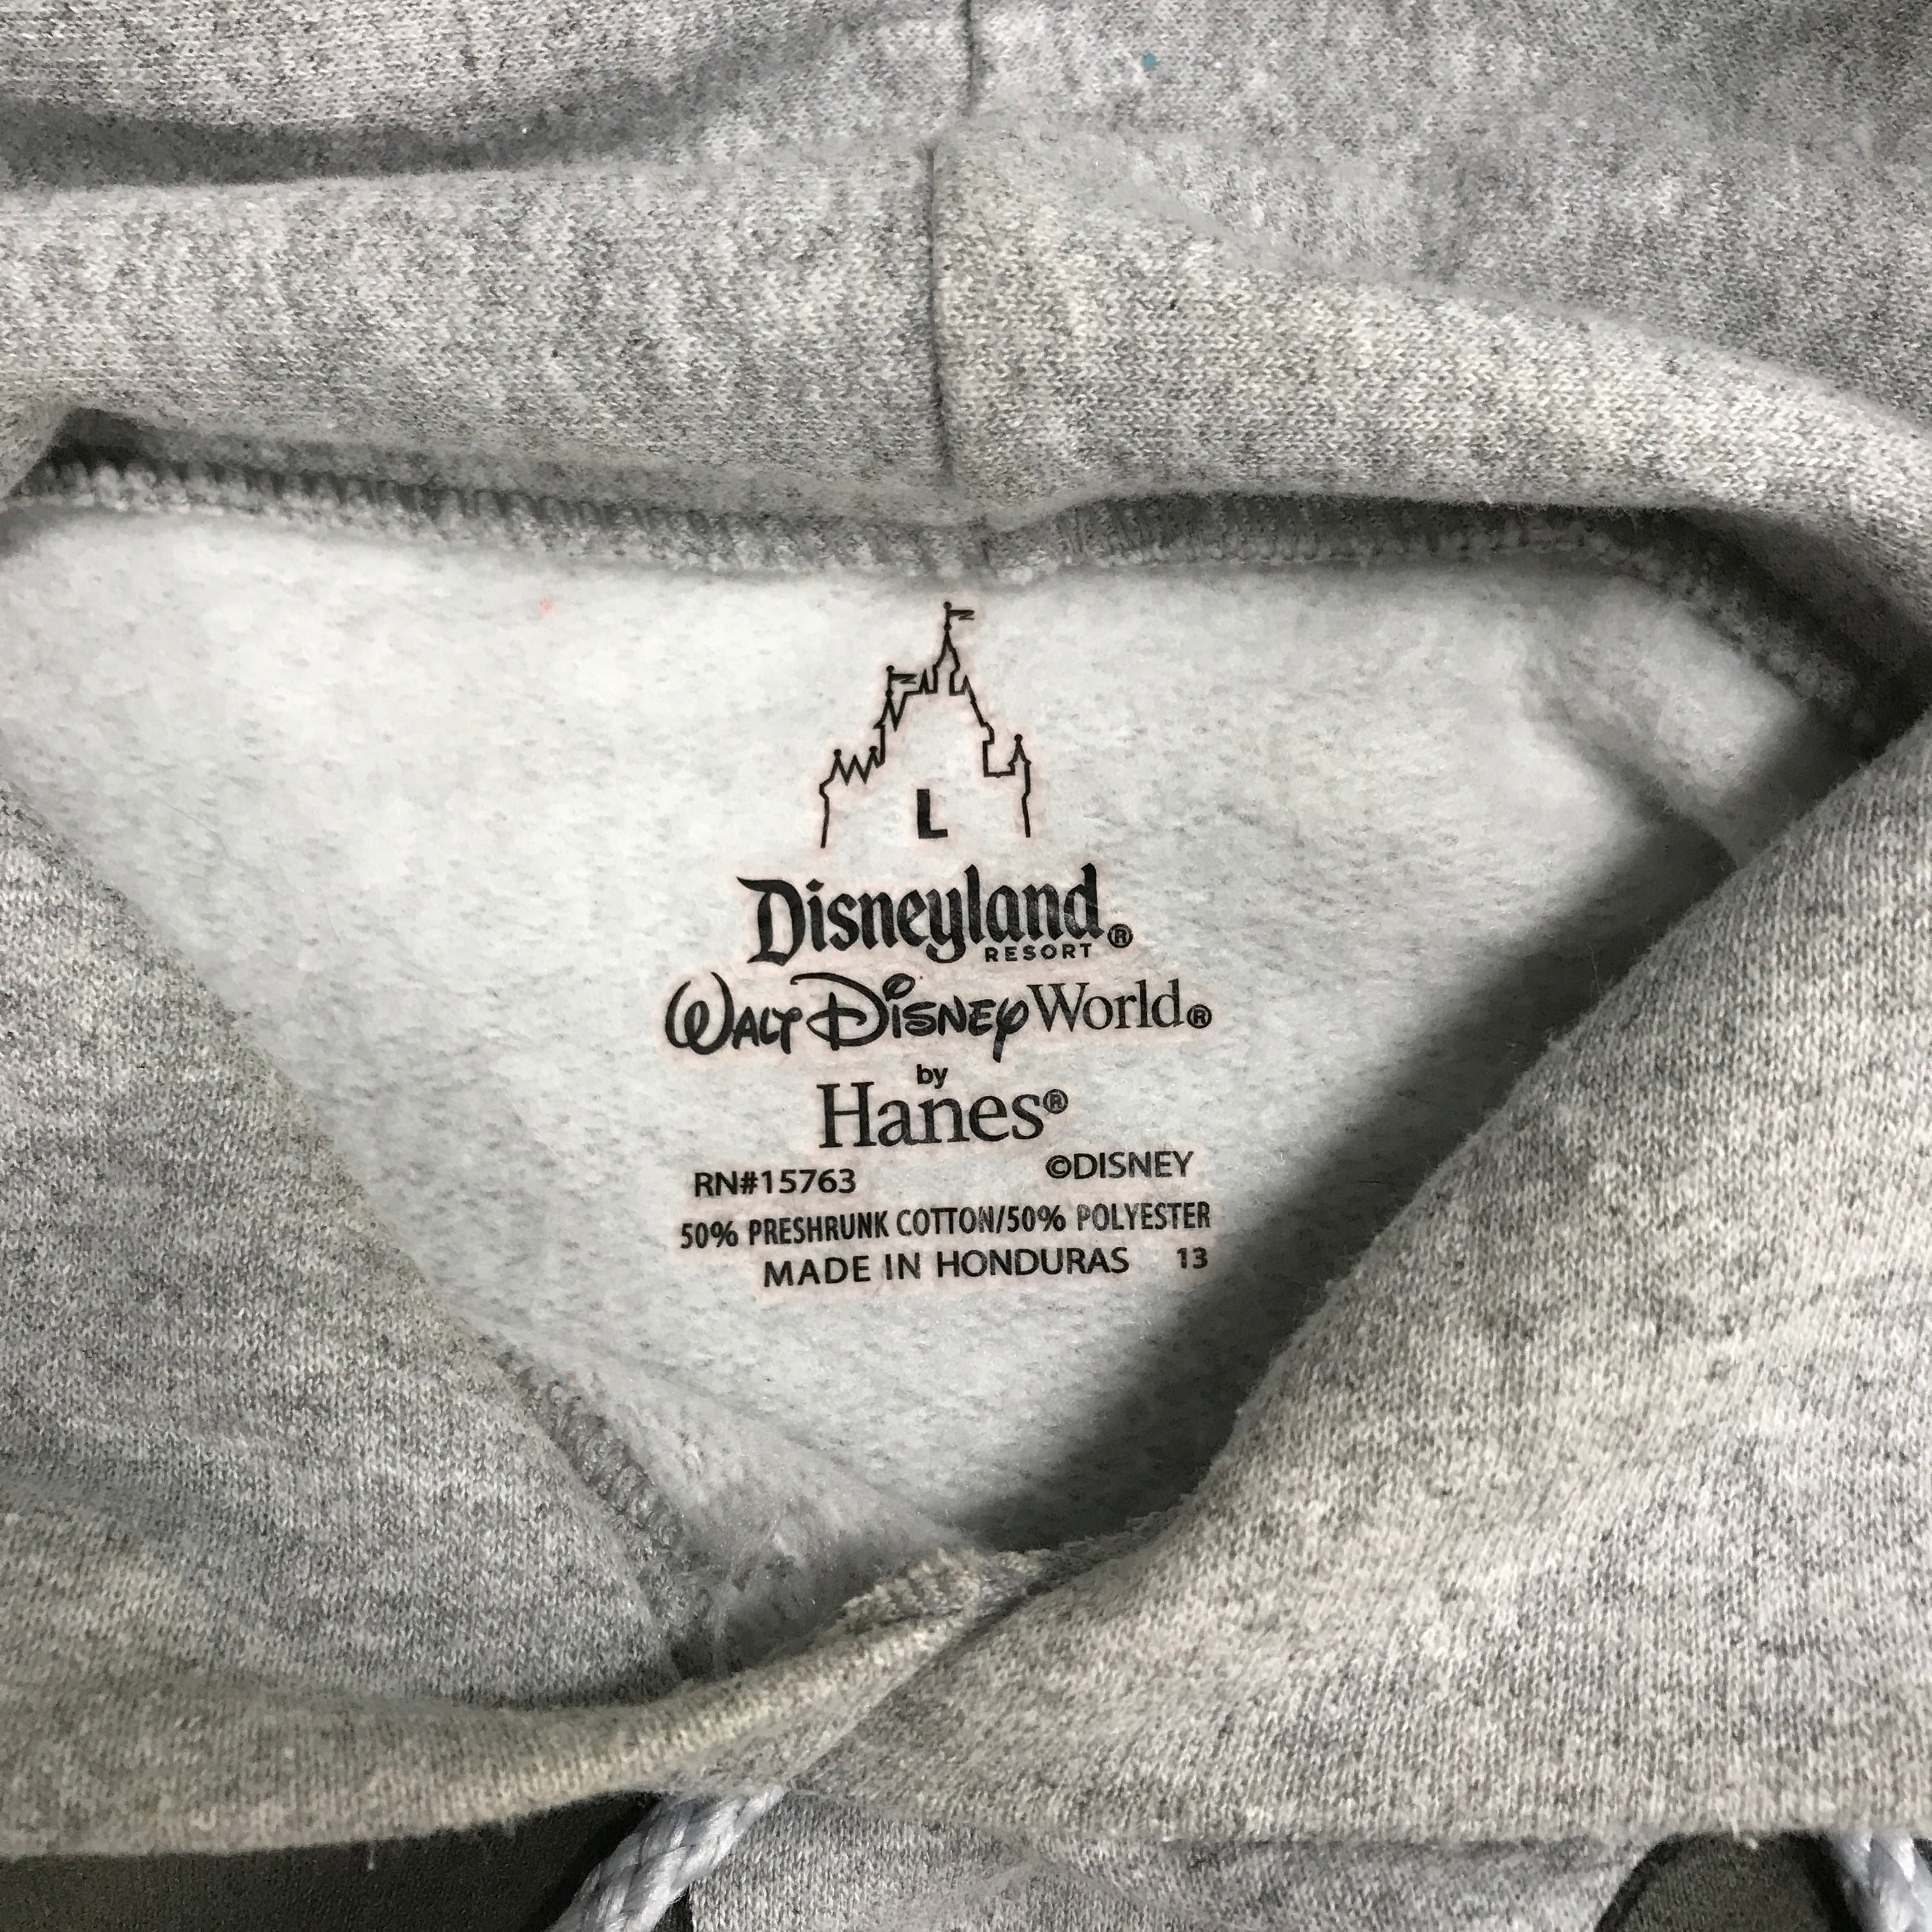 L
Disneyland®
RESORT
WALT DISNEY World®
by
Hanes®
RN#15763 ©DISNEY
50% PRESHRUNK COTTON/50% POLYESTER
MADE IN HONDURAS 13